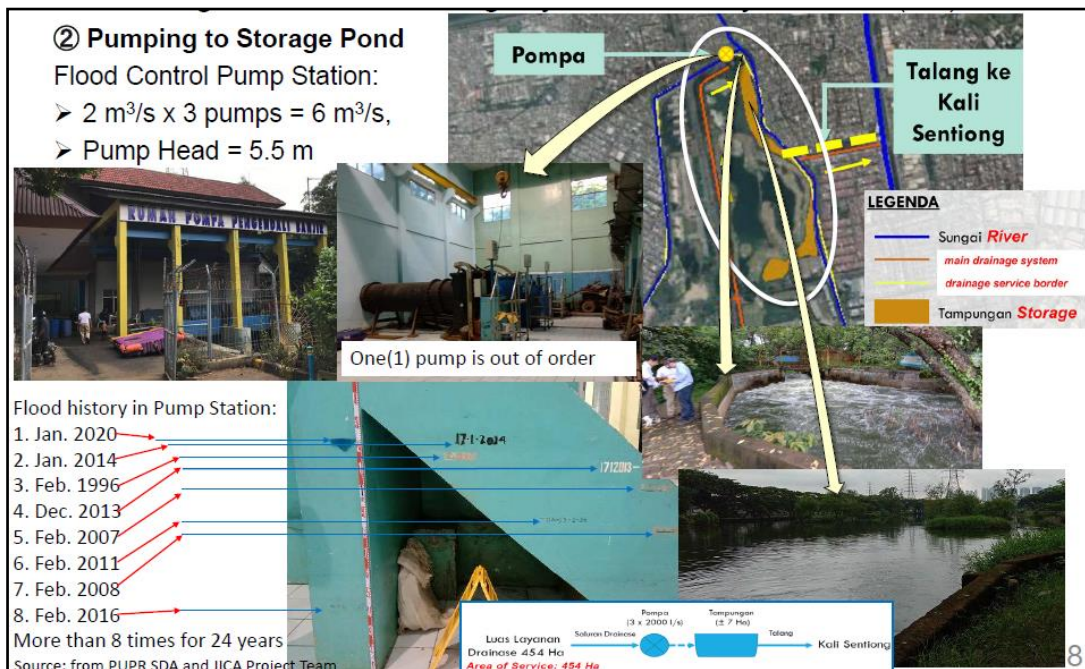 ② Pumping to Storage Pond
Flood Control Pump Station:
➢ 2 m³/s x 3 pumps = 6 m³/s,
➢ Pump Head = 5.5 m
Pompa
Talang ke
Kali
Sentiong
LEGENDA
Sungai River
main drainage system
drainage service border
Tampungan Storage
RUMAH POMPA PENGENDALI BANJIR
One(1) pump is out of order
Flood history in Pump Station:
1. Jan. 2020
2. Jan. 2014
3. Feb. 1996
4. Dec. 2013
5. Feb. 2007
6. Feb. 2011
7. Feb. 2008
8. Feb. 2016
More than 8 times for 24 years
Source: from PUPR SDA and JICA Project Team
17-1-2014
1712013-
Luas Layanan
Drainase 454 Ha
Area of Service: 454 Ha
Saluran Drainase
Pompa
(3 x 2000 l/s)
Tampungan
(± 7 Ha)
Talang
Kali Sentiong
8